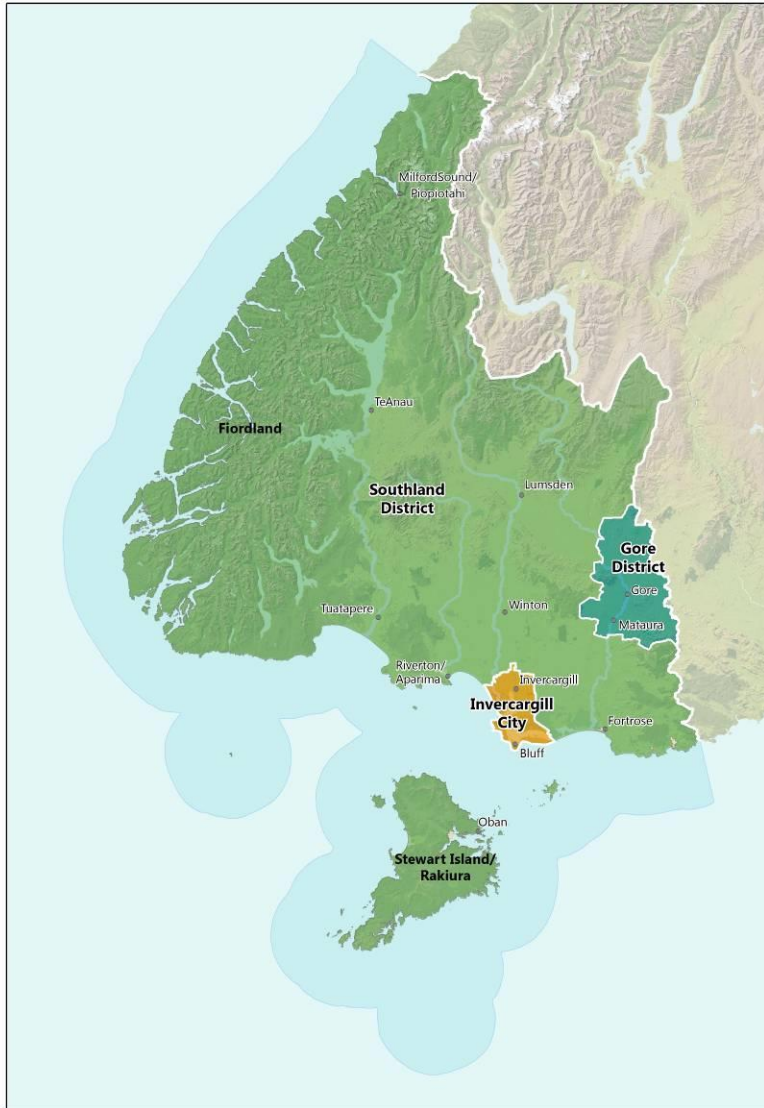 MilfordSound/
Piopiotahi
TeAnau
Fiordland
Southland
District
Lumsden
Gore
District
Gore
Tuatapere
Winton
Mataura
Riverton/
Aparima
Invercargill
Invercargill
City
Fortrose
Bluff
Oban
Stewart Island/
Rakiura